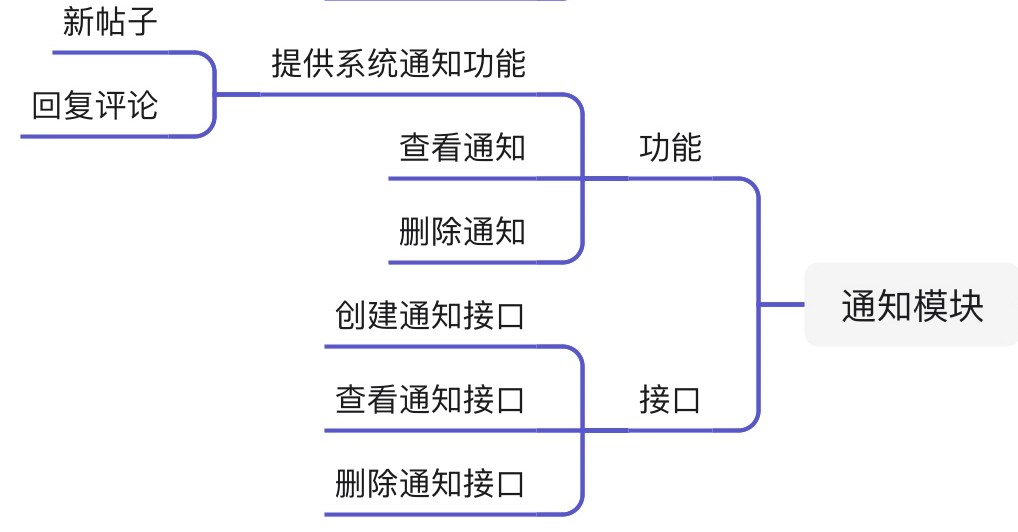 新帖子
提供系统通知功能
回复评论
查看通知
功能
删除通知
创建通知接口
通知模块
查看通知接口
接口
删除通知接口